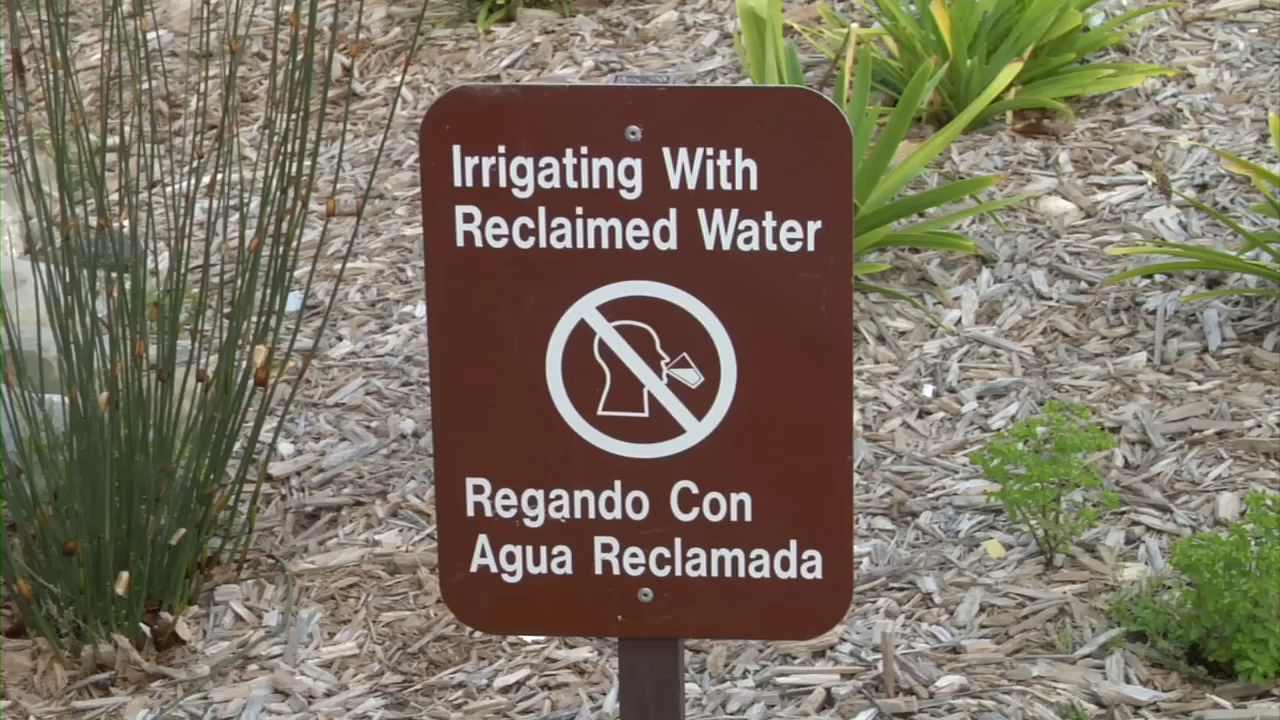 Irrigating With
Reclaimed Water
Regando Con
Agua Reclamada